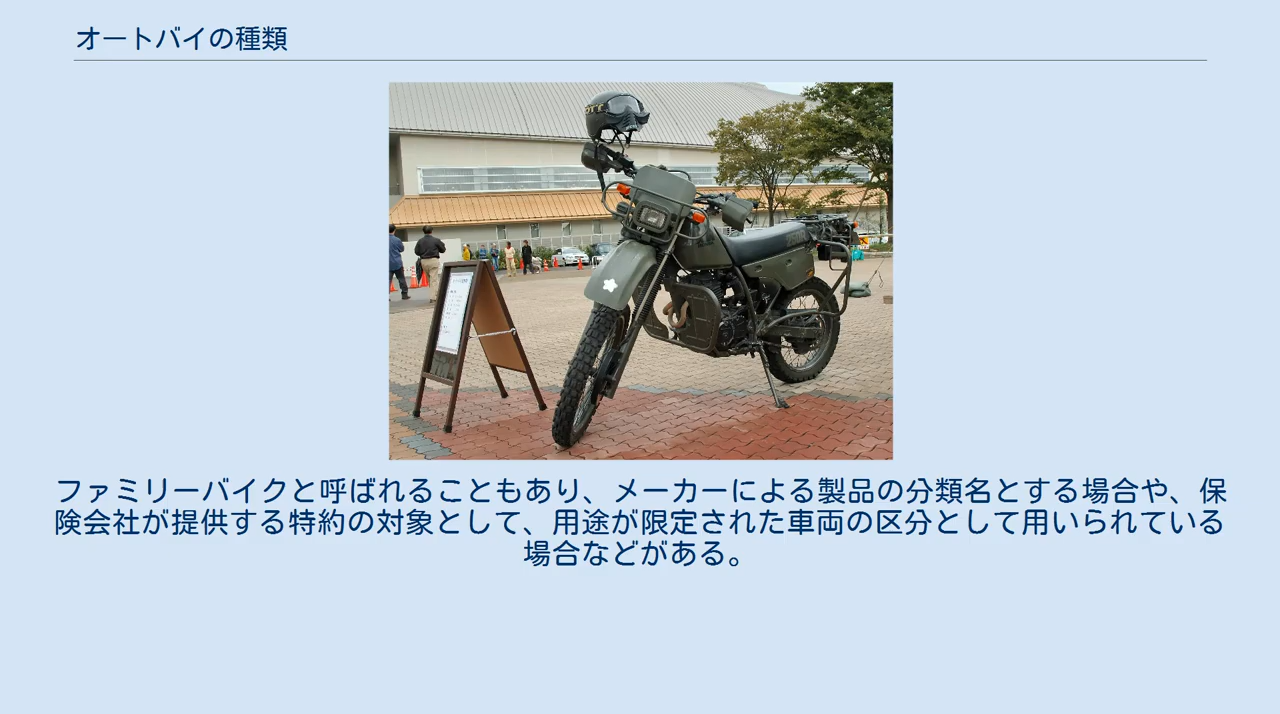 オートバイの種類
ファミリーバイクと呼ばれることもあり、メーカーによる製品の分類名とする場合や、保
険会社が提供する特約の対象として、用途が限定された車両の区分として用いられている
場合などがある。